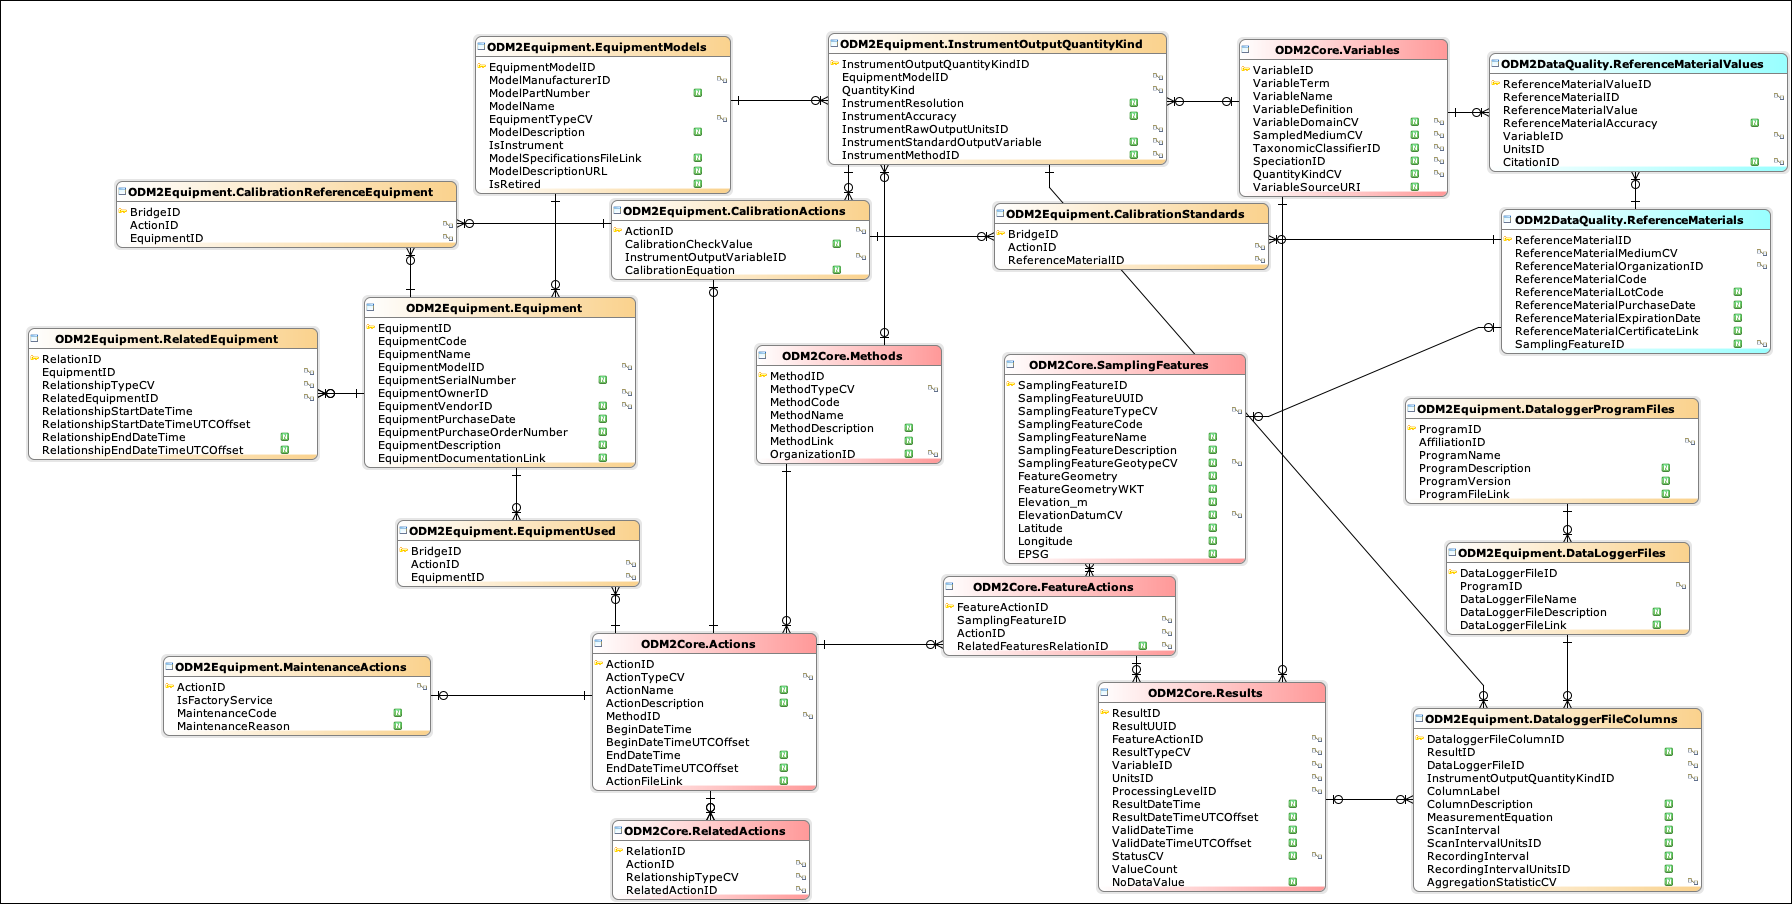 ODM2Equipment.EquipmentModels
EquipmentModelID
ModelManufacturerID
ModelPartNumber N
ModelName
EquipmentTypeCV
ModelDescription N
IsInstrument
ModelSpecificationsFileLink N
ModelDescriptionURL N
IsRetired N
ODM2Equipment.InstrumentOutputQuantityKind
InstrumentOutputQuantityKindID
EquipmentModelID
QuantityKind
InstrumentResolution N
InstrumentAccuracy N
InstrumentRawOutputUnitsID
InstrumentStandardOutputVariable N
InstrumentMethodID N
ODM2Core.Variables
VariableID
VariableTerm
VariableName
VariableDefinition
VariableDomainCV N
SampledMediumCV N
TaxonomicClassifierID N
SpeciationID N
QuantityKindCV N
VariableSourceURI N
ODM2DataQuality.ReferenceMaterialValues
ReferenceMaterialValueID
ReferenceMaterialID
ReferenceMaterialValue
ReferenceMaterialAccuracy N
VariableID
UnitsID
CitationID N
ODM2Equipment.CalibrationReferenceEquipment
BridgeID
ActionID
EquipmentID
ODM2Equipment.CalibrationActions
ActionID
CalibrationCheckValue N
InstrumentOutputVariableID
CalibrationEquation N
ODM2Equipment.CalibrationStandards
BridgeID
ActionID
ReferenceMaterialID
ODM2DataQuality.ReferenceMaterials
ReferenceMaterialID
ReferenceMaterialMediumCV
ReferenceMaterialOrganizationID
ReferenceMaterialCode
ReferenceMaterialLotCode N
ReferenceMaterialPurchaseDate N
ReferenceMaterialExpirationDate N
ReferenceMaterialCertificateLink N
SamplingFeatureID N
ODM2Equipment.RelatedEquipment
RelationID
EquipmentID
RelationshipTypeCV
RelatedEquipmentID
RelationshipStartDateTime
RelationshipStartDateTimeUTCOffset
RelationshipEndDateTime N
RelationshipEndDateTimeUTCOffset N
ODM2Equipment.Equipment
EquipmentID
EquipmentCode
EquipmentName
EquipmentModelID
EquipmentSerialNumber N
EquipmentOwnerID
EquipmentVendorID N
EquipmentPurchaseDate N
EquipmentPurchaseOrderNumber N
EquipmentDescription N
EquipmentDocumentationLink N
ODM2Core.Methods
MethodID
MethodTypeCV
MethodCode
MethodName
MethodDescription N
MethodLink N
OrganizationID N
ODM2Core.SamplingFeatures
SamplingFeatureID
SamplingFeatureUUID
SamplingFeatureTypeCV
SamplingFeatureCode
SamplingFeatureName N
SamplingFeatureDescription N
SamplingFeatureGeotypeCV N
FeatureGeometry N
FeatureGeometryWKT N
Elevation_m N
ElevationDatumCV N
Latitude N
Longitude N
EPSG N
ODM2Equipment.DataloggerProgramFiles
ProgramID
AffiliationID
ProgramName
ProgramDescription N
ProgramVersion N
ProgramFileLink N
ODM2Equipment.EquipmentUsed
BridgeID
ActionID
EquipmentID
ODM2Core.FeatureActions
FeatureActionID
SamplingFeatureID
ActionID
RelatedFeaturesRelationID N
ODM2Equipment.DataLoggerFiles
DataLoggerFileID
ProgramID
DataLoggerFileName
DataLoggerFileDescription N
DataLoggerFileLink N
ODM2Equipment.MaintenanceActions
ActionID
IsFactoryService
MaintenanceCode N
MaintenanceReason N
ODM2Core.Actions
ActionID
ActionTypeCV
ActionName N
ActionDescription N
MethodID
BeginDateTime
BeginDateTimeUTCOffset
EndDateTime N
EndDateTimeUTCOffset N
ActionFileLink N
ODM2Core.Results
ResultID
ResultUUID
FeatureActionID
ResultTypeCV
VariableID
UnitsID
ProcessingLevelID
ResultDateTime N
ResultDateTimeUTCOffset N
ValidDateTime N
ValidDateTimeUTCOffset N
StatusCV N
ValueCount
NoDataValue N
ODM2Equipment.DataloggerFileColumns
DataloggerFileColumnID
ResultID N
DataLoggerFileID
InstrumentOutputQuantityKindID
ColumnLabel
ColumnDescription N
MeasurementEquation N
ScanInterval N
ScanIntervalUnitsID N
RecordingInterval N
RecordingIntervalUnitsID N
AggregationStatisticCV N
ODM2Core.RelatedActions
RelationID
ActionID
RelationshipTypeCV
RelatedActionID